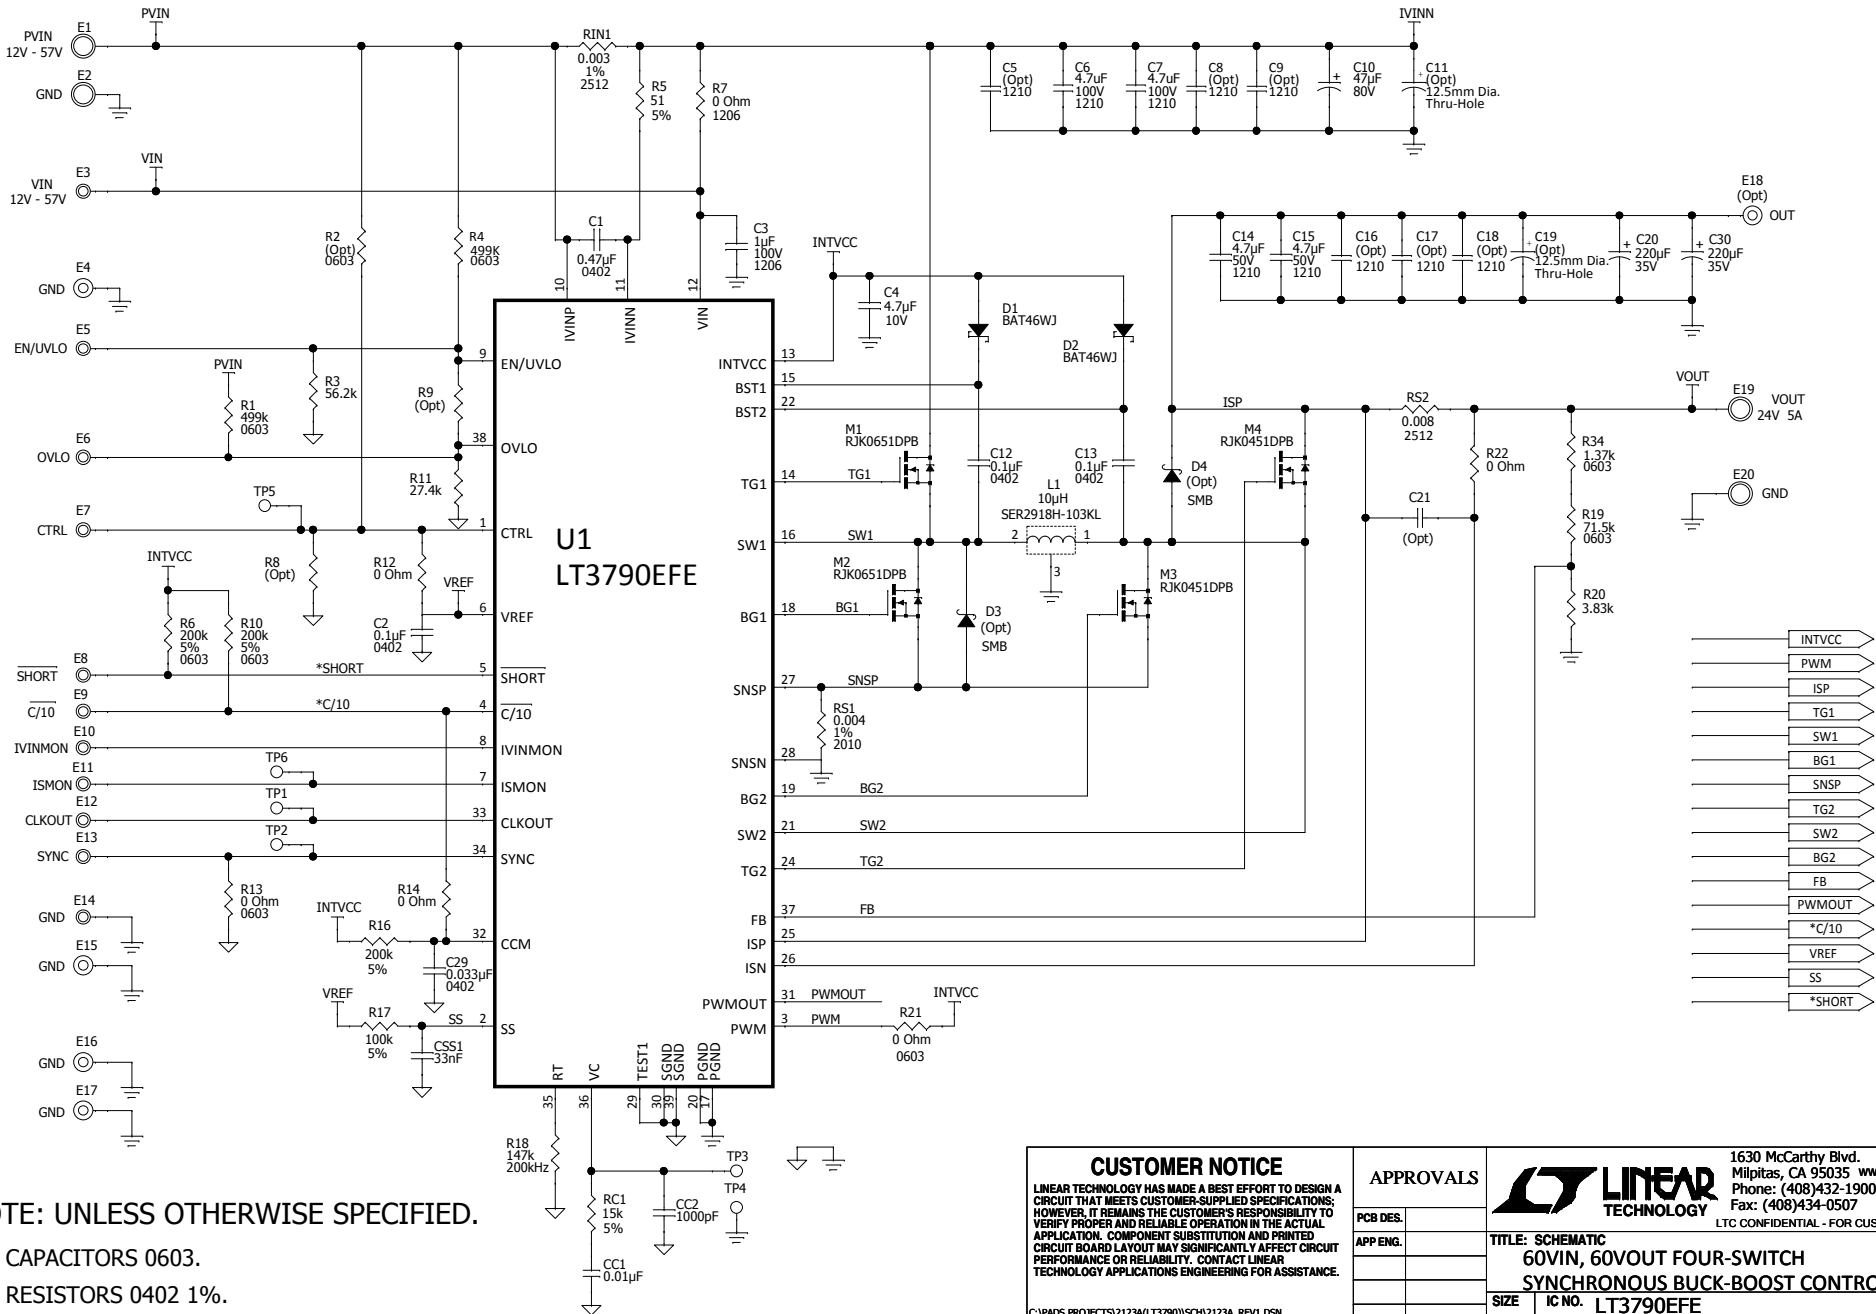 PVIN
12V - 57V
E1
PVIN
E2
GND
RIN1
0.003
1%
2512
R5
51
5%
R7
0 Ohm
1206
IVINN
C5
(Opt)
1210
C6
4.7uF
100V
1210
C7
4.7uF
100V
1210
C8
(Opt)
1210
C9
(Opt)
1210
+
C10
47µF
80V
+
C11
(Opt)
12.5mm Dia.
Thru-Hole
VIN
12V - 57V
E3
VIN
R2
(Opt)
0603
R4
499K
0603
C1
0.47µF
0402
C3
1µF
100V
1206
E18
(Opt)
OUT
C14
4.7µF
50V
1210
C15
4.7µF
50V
1210
C16
(Opt)
1210
C17
(Opt)
1210
C18
(Opt)
1210
+
C19
(Opt)
12.5mm Dia.
Thru-Hole
+
C20
220µF
35V
+
C30
220µF
35V
E4
GND
INTVCC
C4
4.7µF
10V
D1
BAT46WJ
D2
BAT46WJ
10
11
12
IVINP
IVINN
VIN
E5
EN/UVLO
PVIN
R1
499k
0603
R3
56.2k
R9
(Opt)
9
EN/UVLO
E6
OVLO
38
OVLO
R11
27.4k
TP5
E7
CTRL
1
CTRL
U1
LT3790EFE
INTVCC
13
BST1
15
BST2
22
TG1
14
TG1
SW1
16
SW1
BG1
18
BG1
SNSP
27
SNSP
SNSN
28
BG2
19
BG2
SW2
21
SW2
TG2
24
TG2
FB
37
FB
ISP
25
ISN
26
PWMOUT
31
PWMOUT
PWM
3
PWM
M1
RJK0651DPB
M2
RJK0651DPB
C12
0.1µF
0402
C13
0.1µF
0402
L1
10µH
SER2918H-103KL
2
1
3
D3
(Opt)
SMB
D4
(Opt)
SMB
M4
RJK0451DPB
M3
RJK0451DPB
ISP
RS2
0.008
2512
R22
0 Ohm
C21
(Opt)
VOUT
E19
VOUT
24V 5A
R34
1.37k
0603
R19
71.5k
0603
R20
3.83k
E20
GND
RS1
0.004
1%
2010
R21
0 Ohm
0603
INTVCC
INTVCC
R6
200k
5%
0603
R10
200k
5%
0603
R8
(Opt)
R12
0 Ohm
VREF
6
VREF
C2
0.1µF
0402
E8
SHORT
*SHORT
5
SHORT
E9
C/10
*C/10
4
C/10
E10
IVINMON
8
IVINMON
E11
ISMON
TP6
7
ISMON
E12
CLKOUT
TP1
33
CLKOUT
E13
SYNC
TP2
34
SYNC
R13
0 Ohm
0603
R14
0 Ohm
E14
GND
E15
GND
INTVCC
R16
200k
5%
32
CCM
C29
0.033µF
0402
VREF
R17
100k
5%
SS
2
SS
CSS1
33nF
E16
GND
E17
GND
RT
VC
TEST1
SGND
SGND
PGND
PGND
35
36
29
30
39
20
17
R18
147k
200kHz
RC1
15k
5%
CC1
0.01µF
CC2
1000pF
TP3
TP4
INTVCC
PWM
ISP
TG1
SW1
BG1
SNSP
TG2
SW2
BG2
FB
PWMOUT
*C/10
VREF
SS
*SHORT
OTE: UNLESS OTHERWISE SPECIFIED.
CAPACITORS 0603.
RESISTORS 0402 1%.
CUSTOMER NOTICE
LINEAR TECHNOLOGY HAS MADE A BEST EFFORT TO DESIGN A
CIRCUIT THAT MEETS CUSTOMER-SUPPLIED SPECIFICATIONS;
HOWEVER, IT REMAINS THE CUSTOMER'S RESPONSIBILITY TO
VERIFY PROPER AND RELIABLE OPERATION IN THE ACTUAL
APPLICATION. COMPONENT SUBSTITUTION AND PRINTED
CIRCUIT BOARD LAYOUT MAY SIGNIFICANTLY AFFECT CIRCUIT
PERFORMANCE OR RELIABILITY. CONTACT LINEAR
TECHNOLOGY APPLICATIONS ENGINEERING FOR ASSISTANCE.
C:\PADS PROJECTS\2123A(LT3790)\SCH\2123A_REV1.DSN
APPROVALS
PCB DES.
APP ENG.
LINEAR
TECHNOLOGY
1630 McCarthy Blvd.
Milpitas, CA 95035 ww
Phone: (408)432-1900
Fax: (408)434-0507
LTC CONFIDENTIAL - FOR CUS
TITLE: SCHEMATIC
60VIN, 60VOUT FOUR-SWITCH
SYNCHRONOUS BUCK-BOOST CONTRO
SIZE
IC NO. LT3790EFE